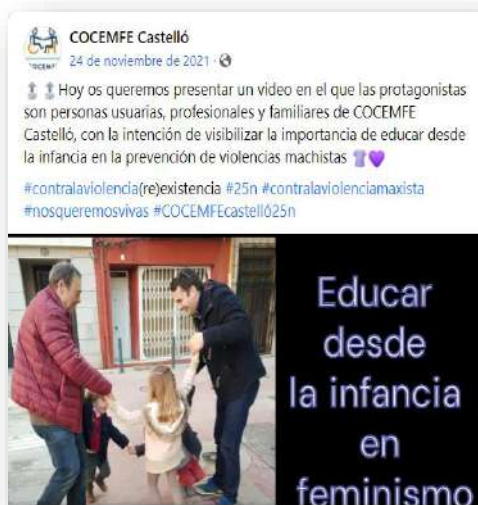 COCEMFE Castelló
24 de noviembre de 2021 ·
Hoy os queremos presentar un video en el que las protagonistas
son personas usuarias, profesionales y familiares de COCEMFE
Castelló, con la intención de visibilizar la importancia de educar desde
la infancia en la prevención de violencias machistas
#contralaviolencia(re)existencia #25n #contralaviolenciamaxista
#nosqueremosvivas #COCEMFEcastelló25n
Educar
desde
la infancia
en
feminismo